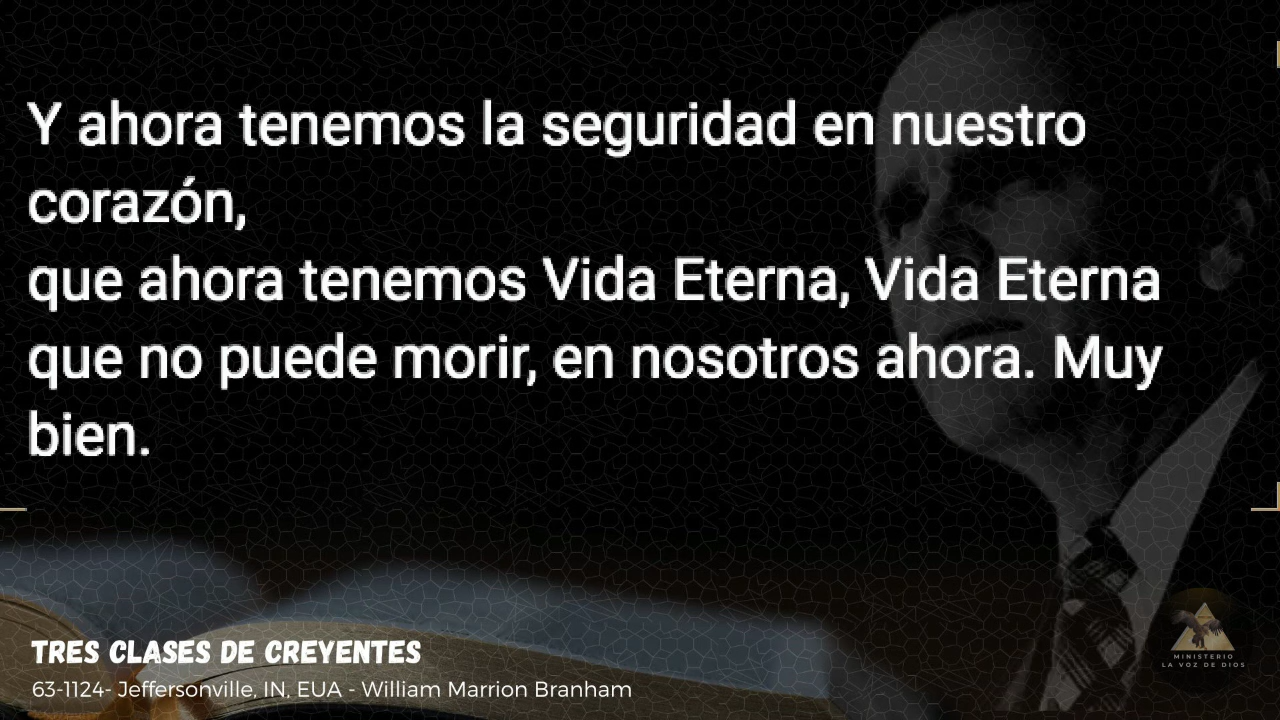 Y ahora tenemos la seguridad en nuestro
corazón,
que ahora tenemos Vida Eterna, Vida Eterna
que no puede morir, en nosotros ahora. Muy
bien.
TRES CLASES DE CREYENTES
63-1124- Jeffersonville, IN, EUA - William Marrion Branham
MINISTERIO
LA VOZ DE DIOS